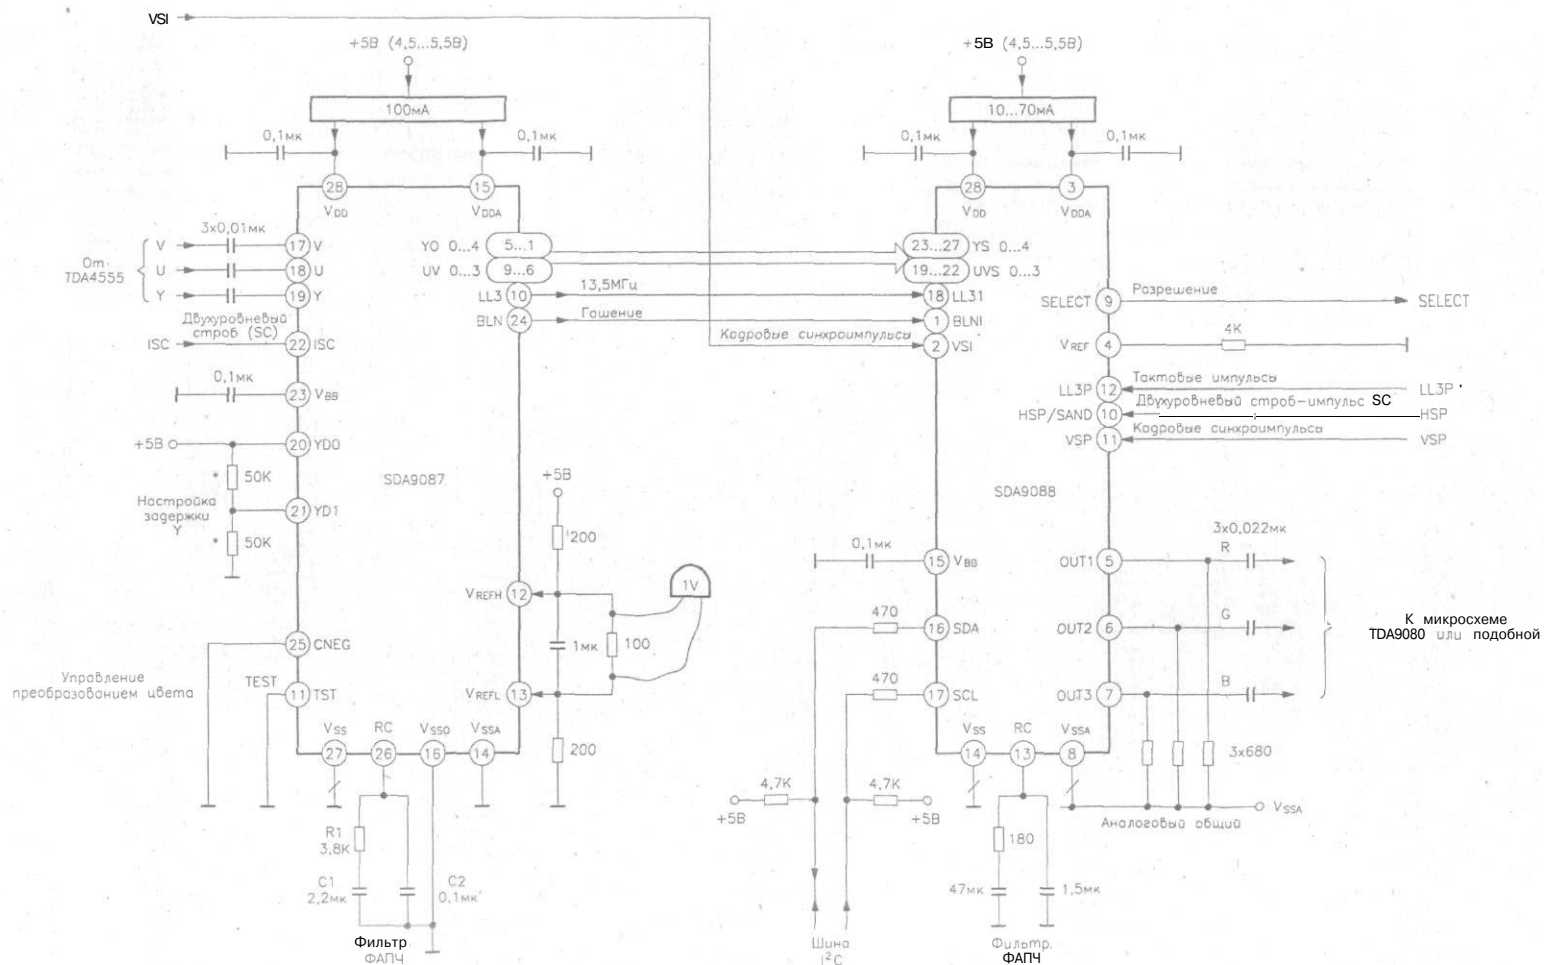 VSI
+5В (4,5...5,5В)
100мА
0,1мк
0,1мк
28
VDD
15
VDDA
3x0,01мк
От
TDA4555
V
U
Y
17 V
18 U
19 Y
Двухуровневый
строб (SC)
ISC
22 ISC
0,1мк
23 VBB
+5В
20 YD0
* 50К
Настройка
задержки
Y
21 YD1
* 50К
SDA9087
YO 0...4 5...1
UV 0...3 9...6
LL3 10
BLN 24
13,5МГц
Гашение
Кадровые синхроимпульсы
+5В
200
VREFH 12
1V
1мк
100
VREFL 13
200
25 CNEG
Управление
преобразованием цвета
TEST
11 TST
VSS
27
RC
26
VSSO
16
VSSA
14
R1
3,8К
C1
2,2мк
C2
0,1мк
Фильтр
ФАПЧ
+5В (4,5...5,5В)
10...70мА
0,1мк
0,1мк
28
VDD
3
VDDA
23...27 YS 0...4
19...22 UVS 0...3
18 LL31
1 BLNI
2 VSI
SELECT 9
Разрешение
SELECT
VREF 4
4К
LL3P 12
Тактовые импульсы
LL3P
HSP/SAND 10
Двухуровневый строб-импульс SC
HSP
VSP 11
Кадровые синхроимпульсы
VSP
SDA9088
0,1мк
15 VBB
470
16 SDA
470
17 SCL
4,7К
+5В
4,7К
+5В
Шина
I²C
VSS
14
RC
13
VSSA
8
180
47мк
1,5мк
Фильтр.
ФАПЧ
3x0,022мк
OUT1 5
R
OUT2 6
G
OUT3 7
B
К микросхеме
TDA9080 или подобной
3x680
VSSA
Аналоговый общий